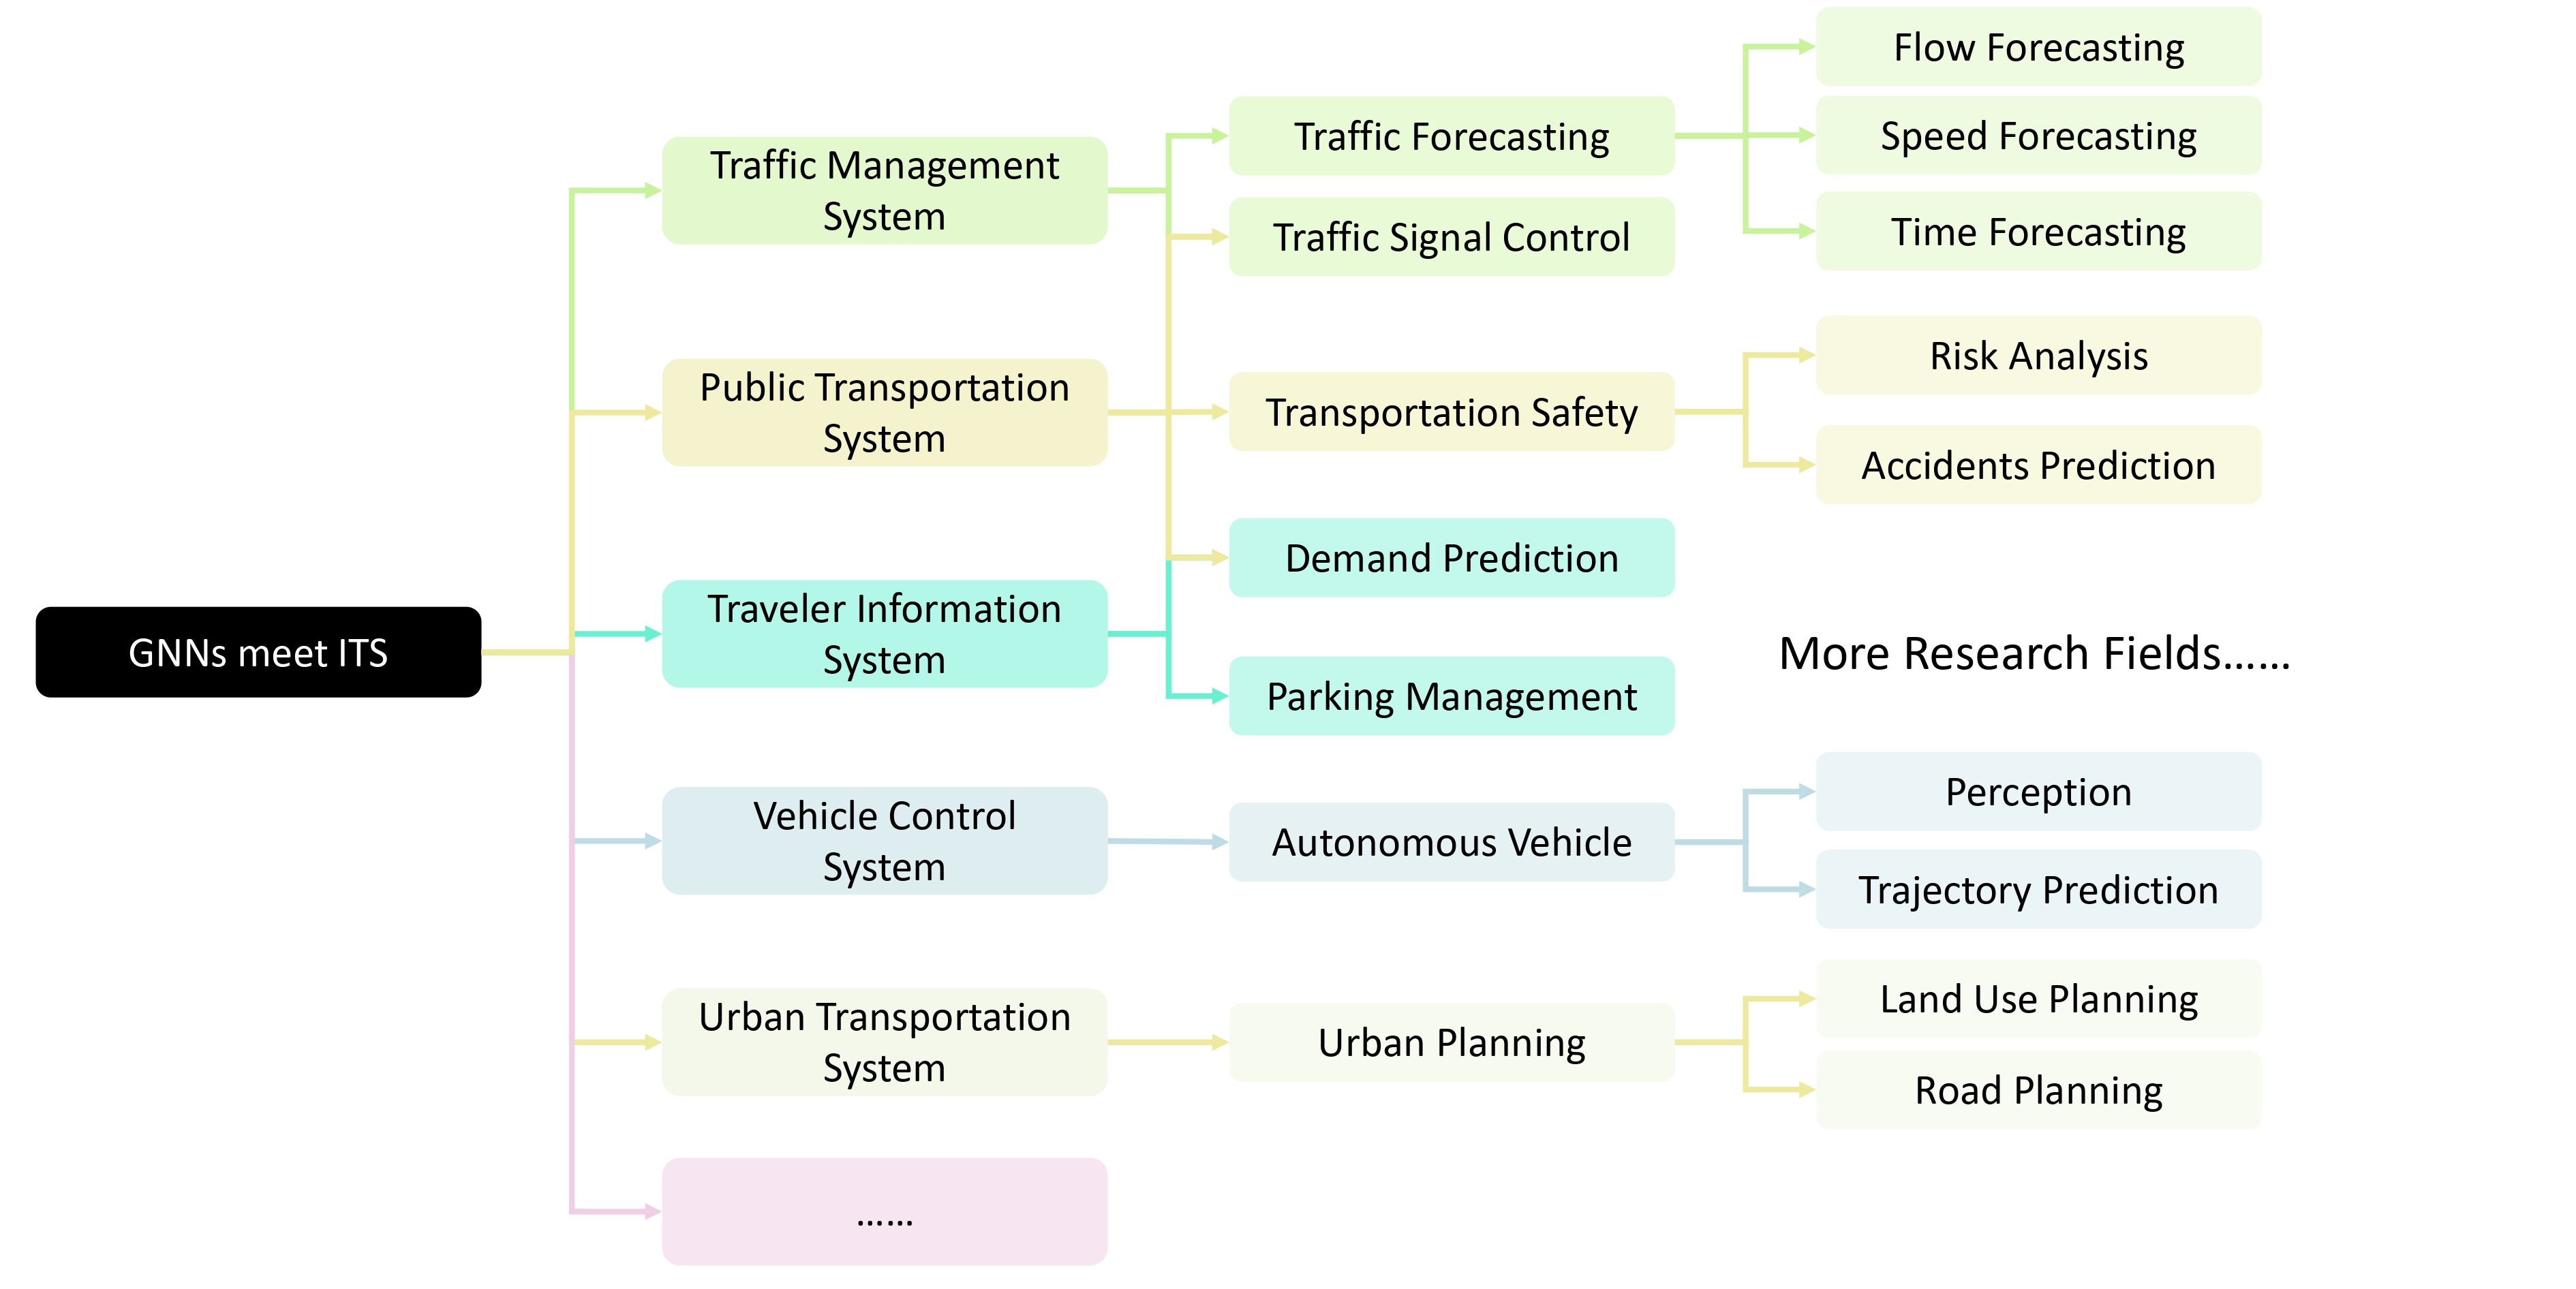 GNNs meet ITS
Traffic Management
System
Public Transportation
System
Traveler Information
System
Vehicle Control
System
Urban Transportation
System
......
Traffic Forecasting
Traffic Signal Control
Transportation Safety
Demand Prediction
Parking Management
Autonomous Vehicle
Urban Planning
Flow Forecasting
Speed Forecasting
Time Forecasting
Risk Analysis
Accidents Prediction
More Research Fields......
Perception
Trajectory Prediction
Land Use Planning
Road Planning